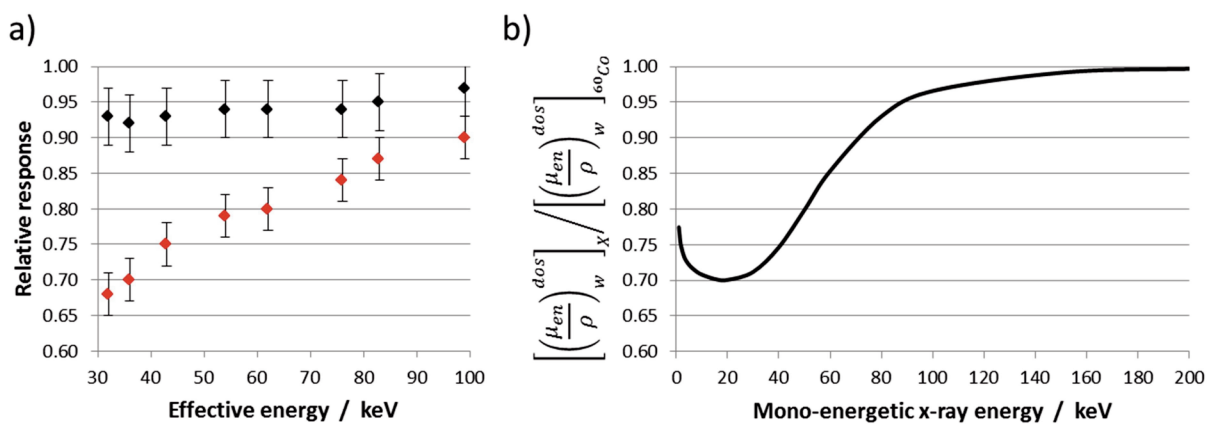 a)
Relative response
1.00
0.95
0.90
0.85
0.80
0.75
0.70
0.65
0.60
30 40 50 60 70 80 90 100
Effective energy / keV
b)
[(μen/ρ)w dos]X / [(μen/ρ)w dos]60Co
1.00
0.95
0.90
0.85
0.80
0.75
0.70
0.65
0.60
0 20 40 60 80 100 120 140 160 180 200
Mono-energetic x-ray energy / keV